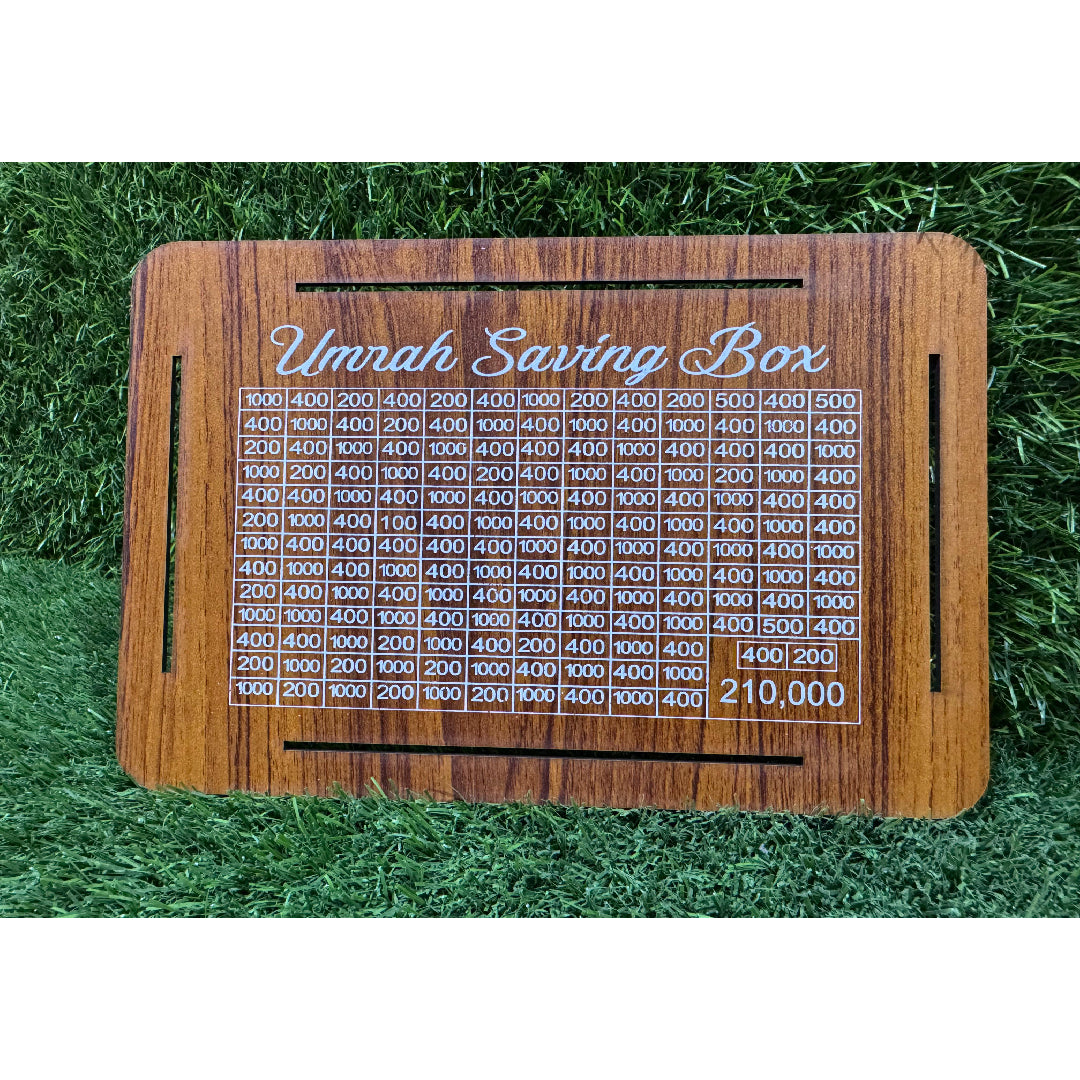 Umrah Saving Box
1000 400 200 400 200 400 1000 200 400 200 500 400 500
400 1000 400 200 400 1000 400 1000 400 1000 400 1000 400
200 400 1000 400 1000 400 400 400 1000 400 400 400 1000
1000 200 400 1000 400 200 400 1000 400 1000 200 1000 400
400 400 1000 400 1000 400 1000 400 1000 400 1000 400 400
200 1000 400 100 400 1000 400 1000 400 1000 400 1000 400
1000 400 400 400 400 400 1000 400 1000 400 1000 400 1000
400 1000 400 1000 400 1000 400 1000 400 1000 400 1000 400
200 400 1000 400 1000 400 1000 400 1000 400 1000 400 1000
1000 1000 400 1000 400 1000 400 1000 400 1000 400 500 400
400 400 1000 200 1000 400 200 400 1000 400 400 200
200 1000 200 1000 200 1000 400 1000 400 1000 210,000
1000 200 1000 200 1000 200 1000 400 1000 400